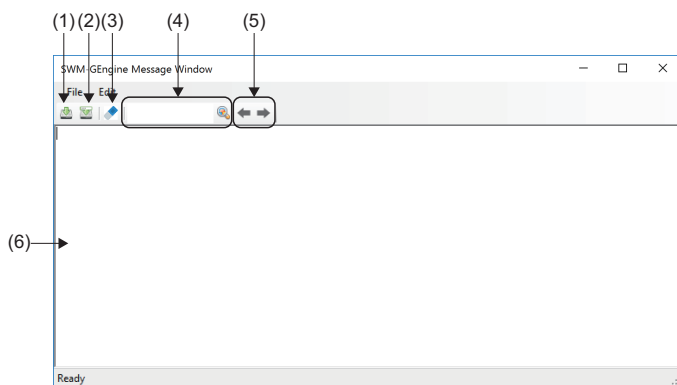 (1) (2) (3) (4) (5)
SWM-GEngine Message Window
File Edit
(6)
Ready